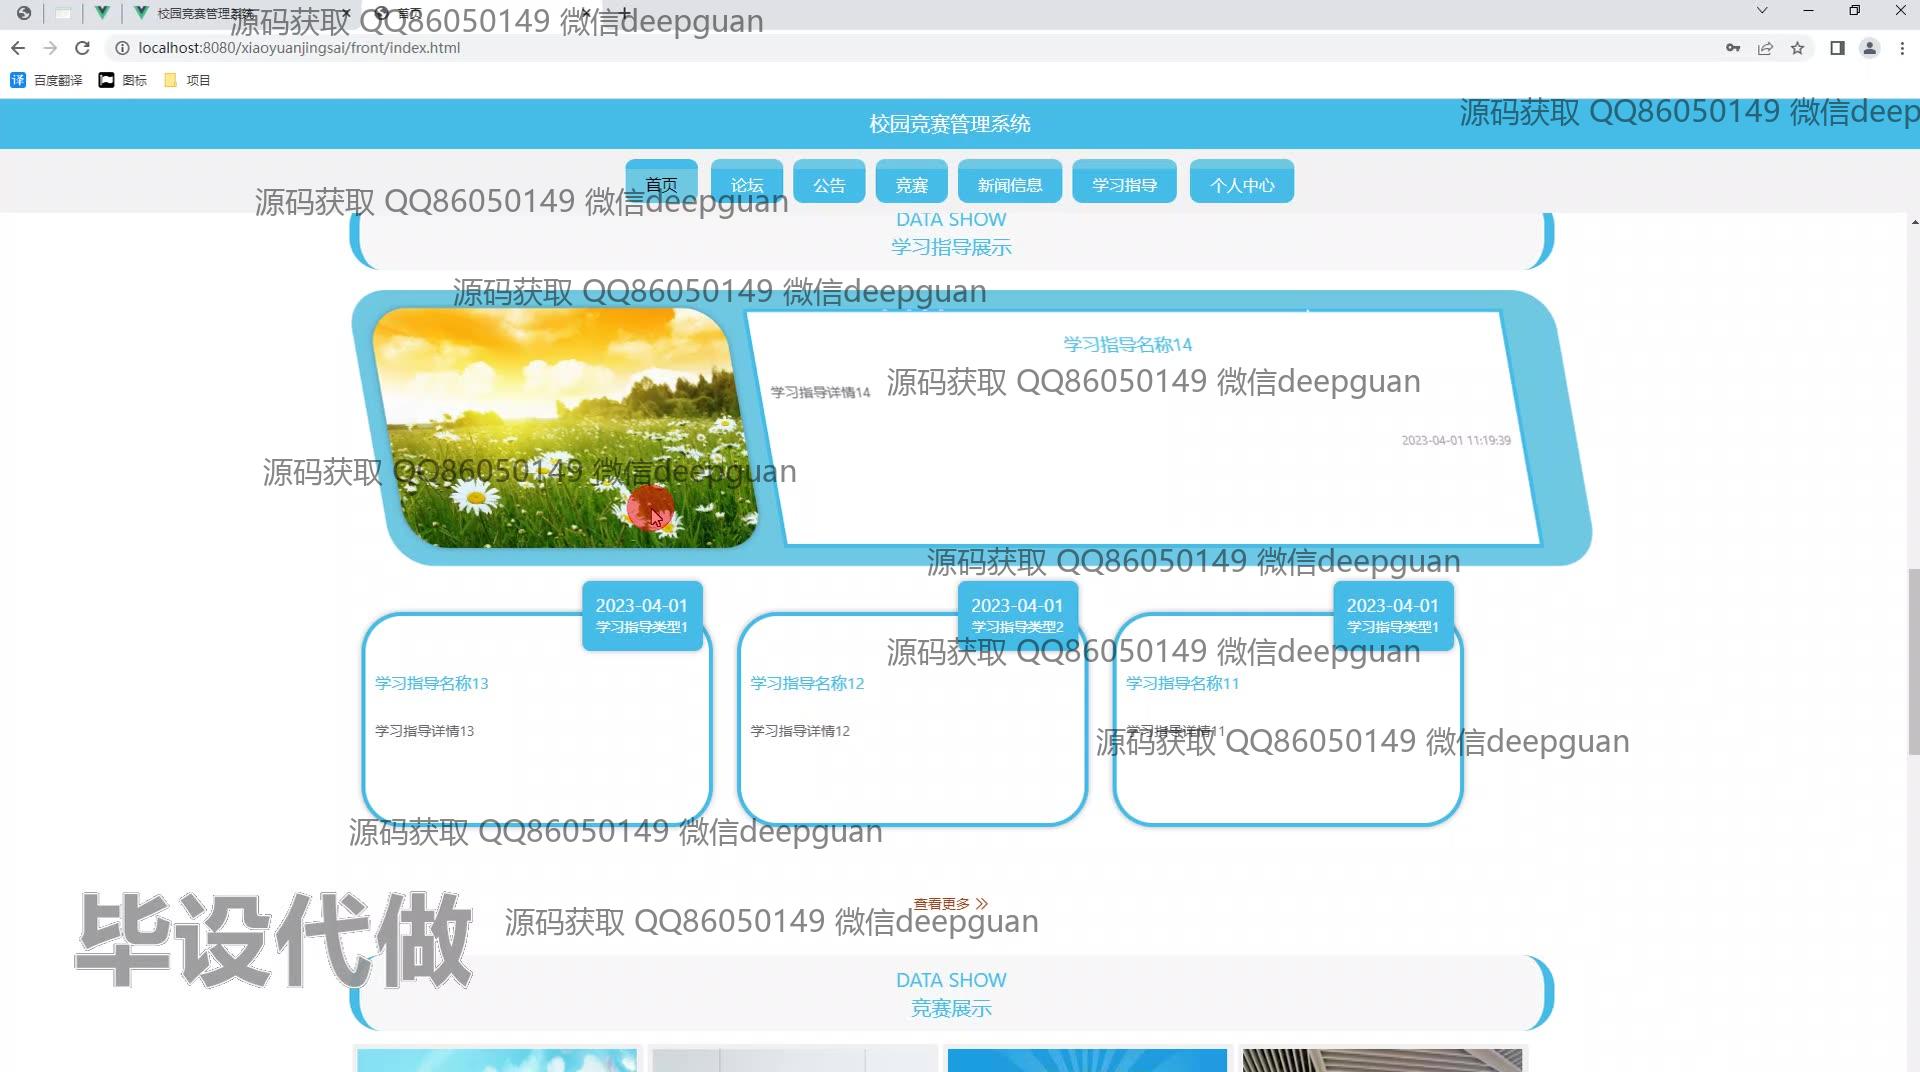 校园竞赛管理系统
首页
源码获取 QQ86050149 微信deepguan
localhost:8080/xiaoyuanjingsai/front/index.html
译 百度翻译 图标 项目
校园竞赛管理系统
源码获取 QQ86050149 微信deep
首页 论坛 公告 竞赛 新闻信息 学习指导 个人中心
源码获取 QQ86050149 微信deepguan
DATA SHOW
学习指导展示
源码获取 QQ86050149 微信deepguan
学习指导名称14
学习指导详情14
源码获取 QQ86050149 微信deepguan
2023-04-01 11:19:39
源码获取 QQ86050149 微信deepguan
源码获取 QQ86050149 微信deepguan
2023-04-01
学习指导类型1
学习指导名称13
学习指导详情13
2023-04-01
学习指导类型2
学习指导名称12
学习指导详情12
2023-04-01
学习指导类型1
学习指导名称11
学习指导详情11
源码获取 QQ86050149 微信deepguan
源码获取 QQ86050149 微信deepguan
源码获取 QQ86050149 微信deepguan
查看更多
源码获取 QQ86050149 微信deepguan
毕设代做
DATA SHOW
竞赛展示